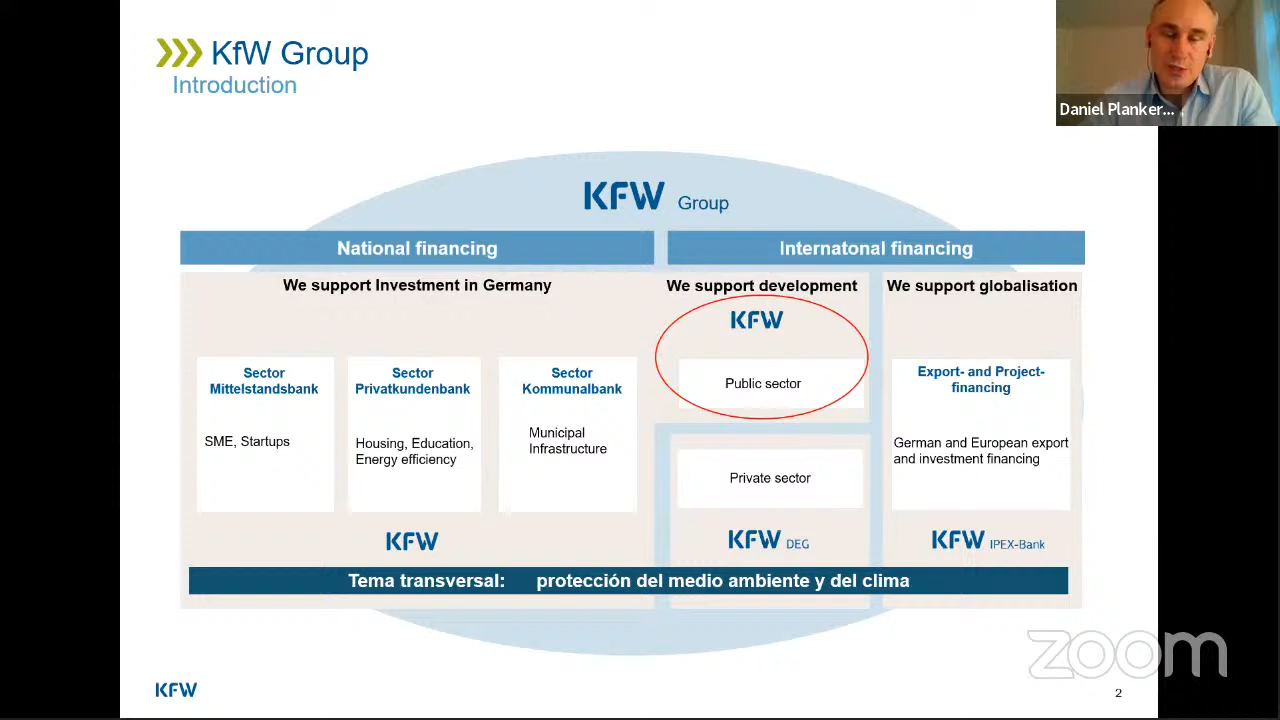 KfW Group
Introduction
Daniel Planker...
KFW Group
National financing
Internatonal financing
We support Investment in Germany
We support development
We support globalisation
KFW
Sector
Mittelstandsbank
SME, Startups
Sector
Privatkundenbank
Housing, Education,
Energy efficiency
Sector
Kommunalbank
Municipal
Infrastructure
Public sector
Export- and Project-
financing
German and European export
and investment financing
Private sector
KFW
KFW DEG
KFW IPEX-Bank
Tema transversal: protección del medio ambiente y del clima
zoom
KFW
2